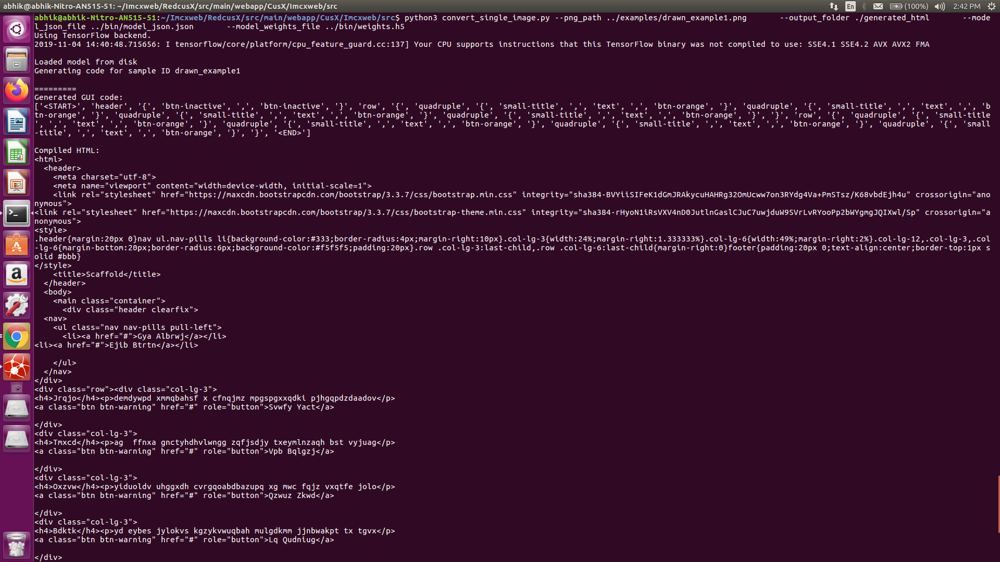 abhik@abhik-Nitro-AN515-51: ~/Imcxweb/RedcusX/src/main/webapp/CusX/Imcxweb/src
En
(100%)
2:42 PM
abhik@abhik-Nitro-AN515-51:~/Imcxweb/RedcusX/src/main/webapp/CusX/Imcxweb/src$ python3 convert_single_image.py --png_path ../examples/drawn_example1.png       --output_folder ./generated_html       --mode
l_json_file ../bin/model_json.json       --model_weights_file ../bin/weights.h5
Using TensorFlow backend.
2019-11-04 14:40:48.715656: I tensorflow/core/platform/cpu_feature_guard.cc:137] Your CPU supports instructions that this TensorFlow binary was not compiled to use: SSE4.1 SSE4.2 AVX AVX2 FMA
Loaded model from disk
Generating code for sample ID drawn_example1
=========
Generated GUI code:
['<START>', 'header', '{', 'btn-inactive', ',', 'btn-inactive', '}', 'row', '{', 'quadruple', '{', 'small-title', ',', 'text', ',', 'btn-orange', '}', 'quadruple', '{', 'small-title', ',', 'text', ',', 'b
tn-orange', '}', 'quadruple', '{', 'small-title', ',', 'text', ',', 'btn-orange', '}', 'quadruple', '{', 'small-title', ',', 'text', ',', 'btn-orange', '}', '}', 'row', '{', 'quadruple', '{', 'small-title
', ',', 'text', ',', 'btn-orange', '}', 'quadruple', '{', 'small-title', ',', 'text', ',', 'btn-orange', '}', 'quadruple', '{', 'small-title', ',', 'text', ',', 'btn-orange', '}', 'quadruple', '{', 'small
-title', ',', 'text', ',', 'btn-orange', '}', '}', '<END>']
Compiled HTML:
<html>
  <header>
    <meta charset="utf-8">
    <meta name="viewport" content="width=device-width, initial-scale=1">
    <link rel="stylesheet" href="https://maxcdn.bootstrapcdn.com/bootstrap/3.3.7/css/bootstrap.min.css" integrity="sha384-BVYiiSIFeK1dGmJRAkycuHAHRg32OmUcww7on3RYdg4Va+PmSTsz/K68vbdEjh4u" crossorigin="ano
nymous">
<link rel="stylesheet" href="https://maxcdn.bootstrapcdn.com/bootstrap/3.3.7/css/bootstrap-theme.min.css" integrity="sha384-rHyoN1iRsVXV4nD0JutlnGaslCJuC7uwjduW9SVrLvRYooPp2bWYgmgJQIXwl/Sp" crossorigin="a
nonymous">
<style>
.header{margin:20px 0}nav ul.nav-pills li{background-color:#333;border-radius:4px;margin-right:10px}.col-lg-3{width:24%;margin-right:1.333333%}.col-lg-6{width:49%;margin-right:2%}.col-lg-12,.col-lg-3,.col
-lg-6{margin-bottom:20px;border-radius:6px;background-color:#f5f5f5;padding:20px}.row .col-lg-3:last-child,.row .col-lg-6:last-child{margin-right:0}footer{padding:20px 0;text-align:center;border-top:1px s
olid #bbb}
</style>
    <title>Scaffold</title>
  </header>
  <body>
    <main class="container">
      <div class="header clearfix">
  <nav>
    <ul class="nav nav-pills pull-left">
      <li><a href="#">Gya Albrwj</a></li>
<li><a href="#">Ejib Btrtn</a></li>
    </ul>
  </nav>
</div>
<div class="row"><div class="col-lg-3">
<h4>Jrqjo</h4><p>demdywpd xmmqbahsf x cfnqjmz mpgspgxxqdki pjhgqpdzdaadov</p>
<a class="btn btn-warning" href="#" role="button">Svwfy Yact</a>
</div>
<div class="col-lg-3">
<h4>Tmxcd</h4><p>ag  ffnxa gnctyhdhvlwngg zqfjsdjy txeymlnzaqh bst vyjuag</p>
<a class="btn btn-warning" href="#" role="button">Vpb Bqlgzj</a>
</div>
<div class="col-lg-3">
<h4>Oxzvw</h4><p>yiduoldv uhggxdh cvrgqoabdbazupq xg mwc fqjz vxqtfe jolo</p>
<a class="btn btn-warning" href="#" role="button">Qzwuz Zkwd</a>
</div>
<div class="col-lg-3">
<h4>Bdktk</h4><p>yd eybes jylokvs kgzykvwuqbah mulgdkmm jjnbwakpt tx tgvx</p>
<a class="btn btn-warning" href="#" role="button">Lq Qudniug</a>
</div>